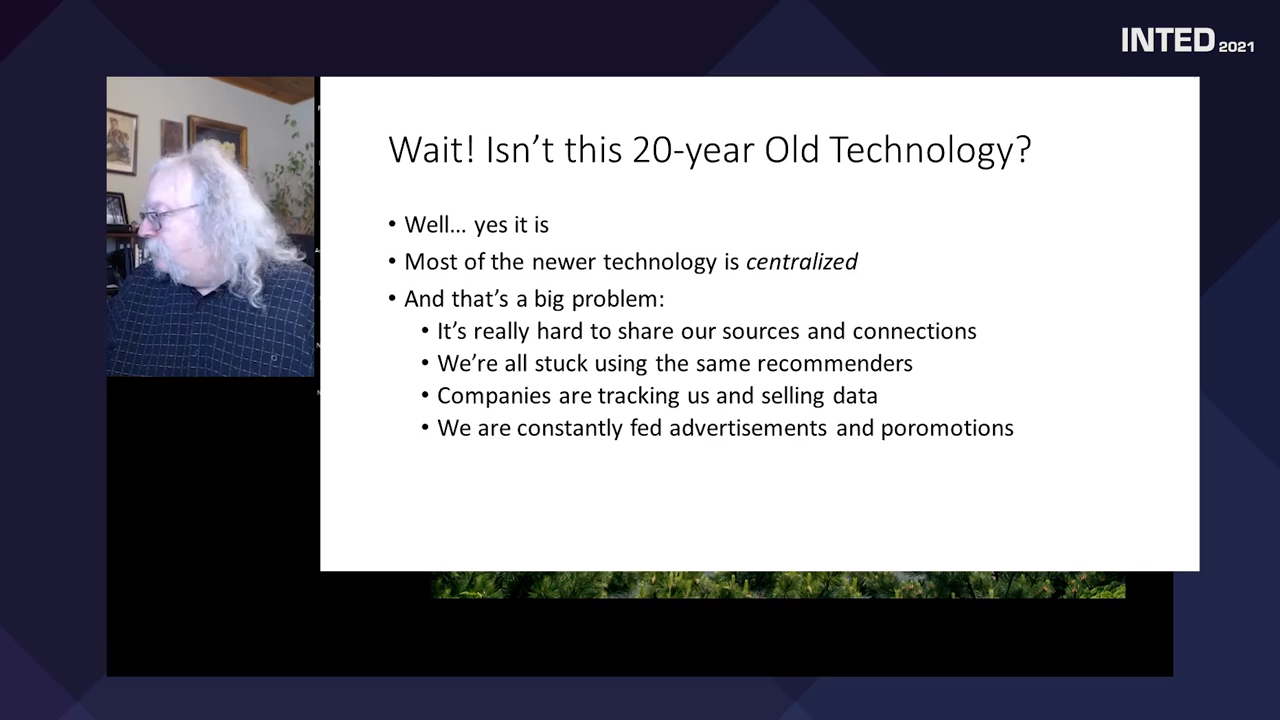 INTED 2021
Wait! Isn't this 20-year Old Technology?
• Well... yes it is
• Most of the newer technology is centralized
• And that's a big problem:
• It's really hard to share our sources and connections
• We're all stuck using the same recommenders
• Companies are tracking us and selling data
• We are constantly fed advertisements and poromotions